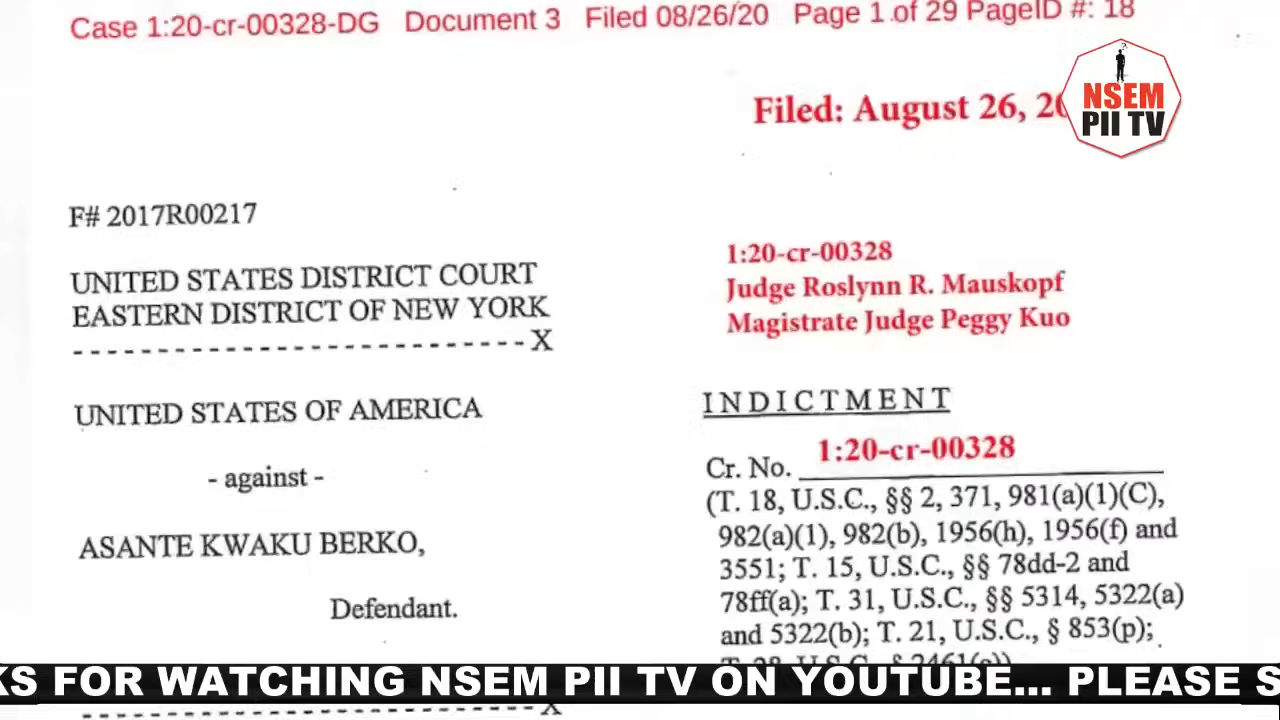 Case 1:20-cr-00328-DG Document 3 Filed 08/26/20 Page 1 of 29 PageID #: 18
Filed: August 26,
NSEM
PII TV
F# 2017R00217
UNITED STATES DISTRICT COURT
EASTERN DISTRICT OF NEW YORK
---------------------------X
1:20-cr-00328
Judge Roslynn R. Mauskopf
Magistrate Judge Peggy Kuo
UNITED STATES OF AMERICA
- against -
ASANTE KWAKU BERKO,
Defendant.
INDICTMENT
Cr. No. 1:20-cr-00328
(T. 18, U.S.C., §§ 2, 371, 981(a)(1)(C),
982(a)(1), 982(b), 1956(h), 1956(f) and
3551; T. 15, U.S.C., §§ 78dd-2 and
78ff(a); T. 31, U.S.C., §§ 5314, 5322(a)
and 5322(b); T. 21, U.S.C., § 853(p);
FOR WATCHING NSEM PII TV ON YOUTUBE... PLEASE
---------------------------X